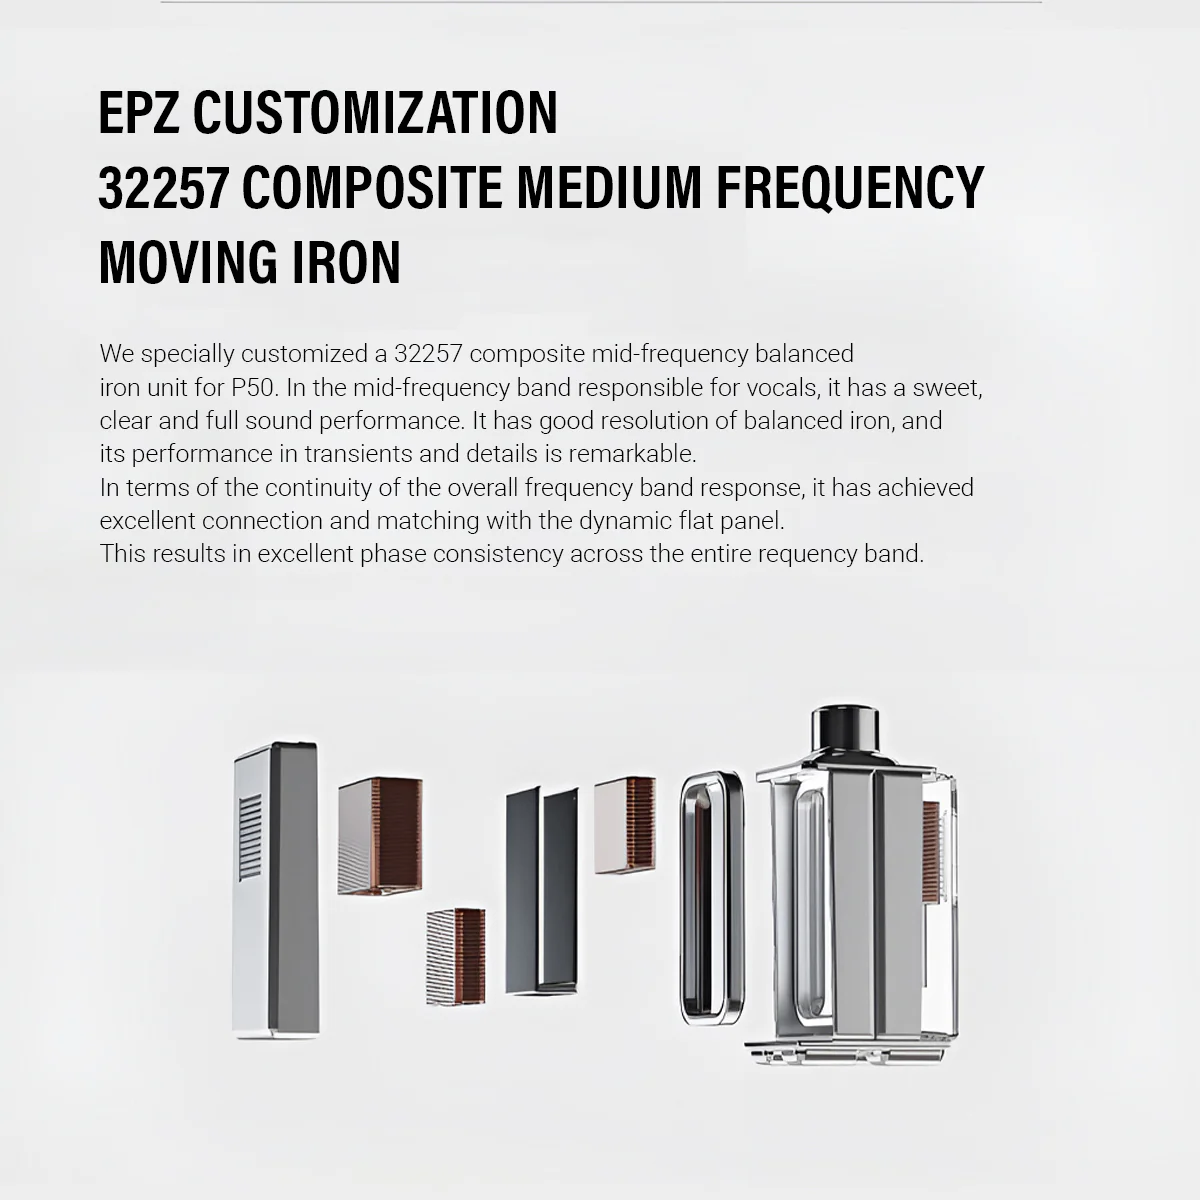 EPZ CUSTOMIZATION
32257 COMPOSITE MEDIUM FREQUENCY
MOVING IRON
We specially customized a 32257 composite mid-frequency balanced
iron unit for P50. In the mid-frequency band responsible for vocals, it has a sweet,
clear and full sound performance. It has good resolution of balanced iron, and
its performance in transients and details is remarkable.
In terms of the continuity of the overall frequency band response, it has achieved
excellent connection and matching with the dynamic flat panel.
This results in excellent phase consistency across the entire requency band.